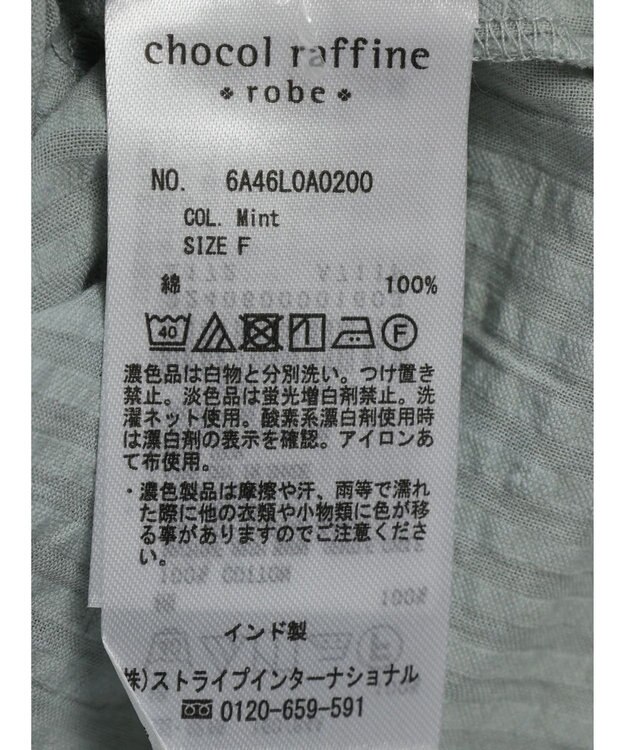 chocol raffine
robe
NO. 6A46L0A0200
COL. Mint
SIZE F
綿 100%
40 F
濃色品は白物と分別洗い。つけ置き
禁止。淡色品は蛍光増白剤禁止。洗
濯ネット使用。酸素系漂白剤使用時
は漂白剤の表示を確認。アイロンあ
て布使用。
・濃色製品は摩擦や汗、雨等で濡れ
た際に他の衣類や小物類に色が移
る事がありますのでご注意くださ
い。
インド製
(株)ストライプインターナショナル
0120-659-591